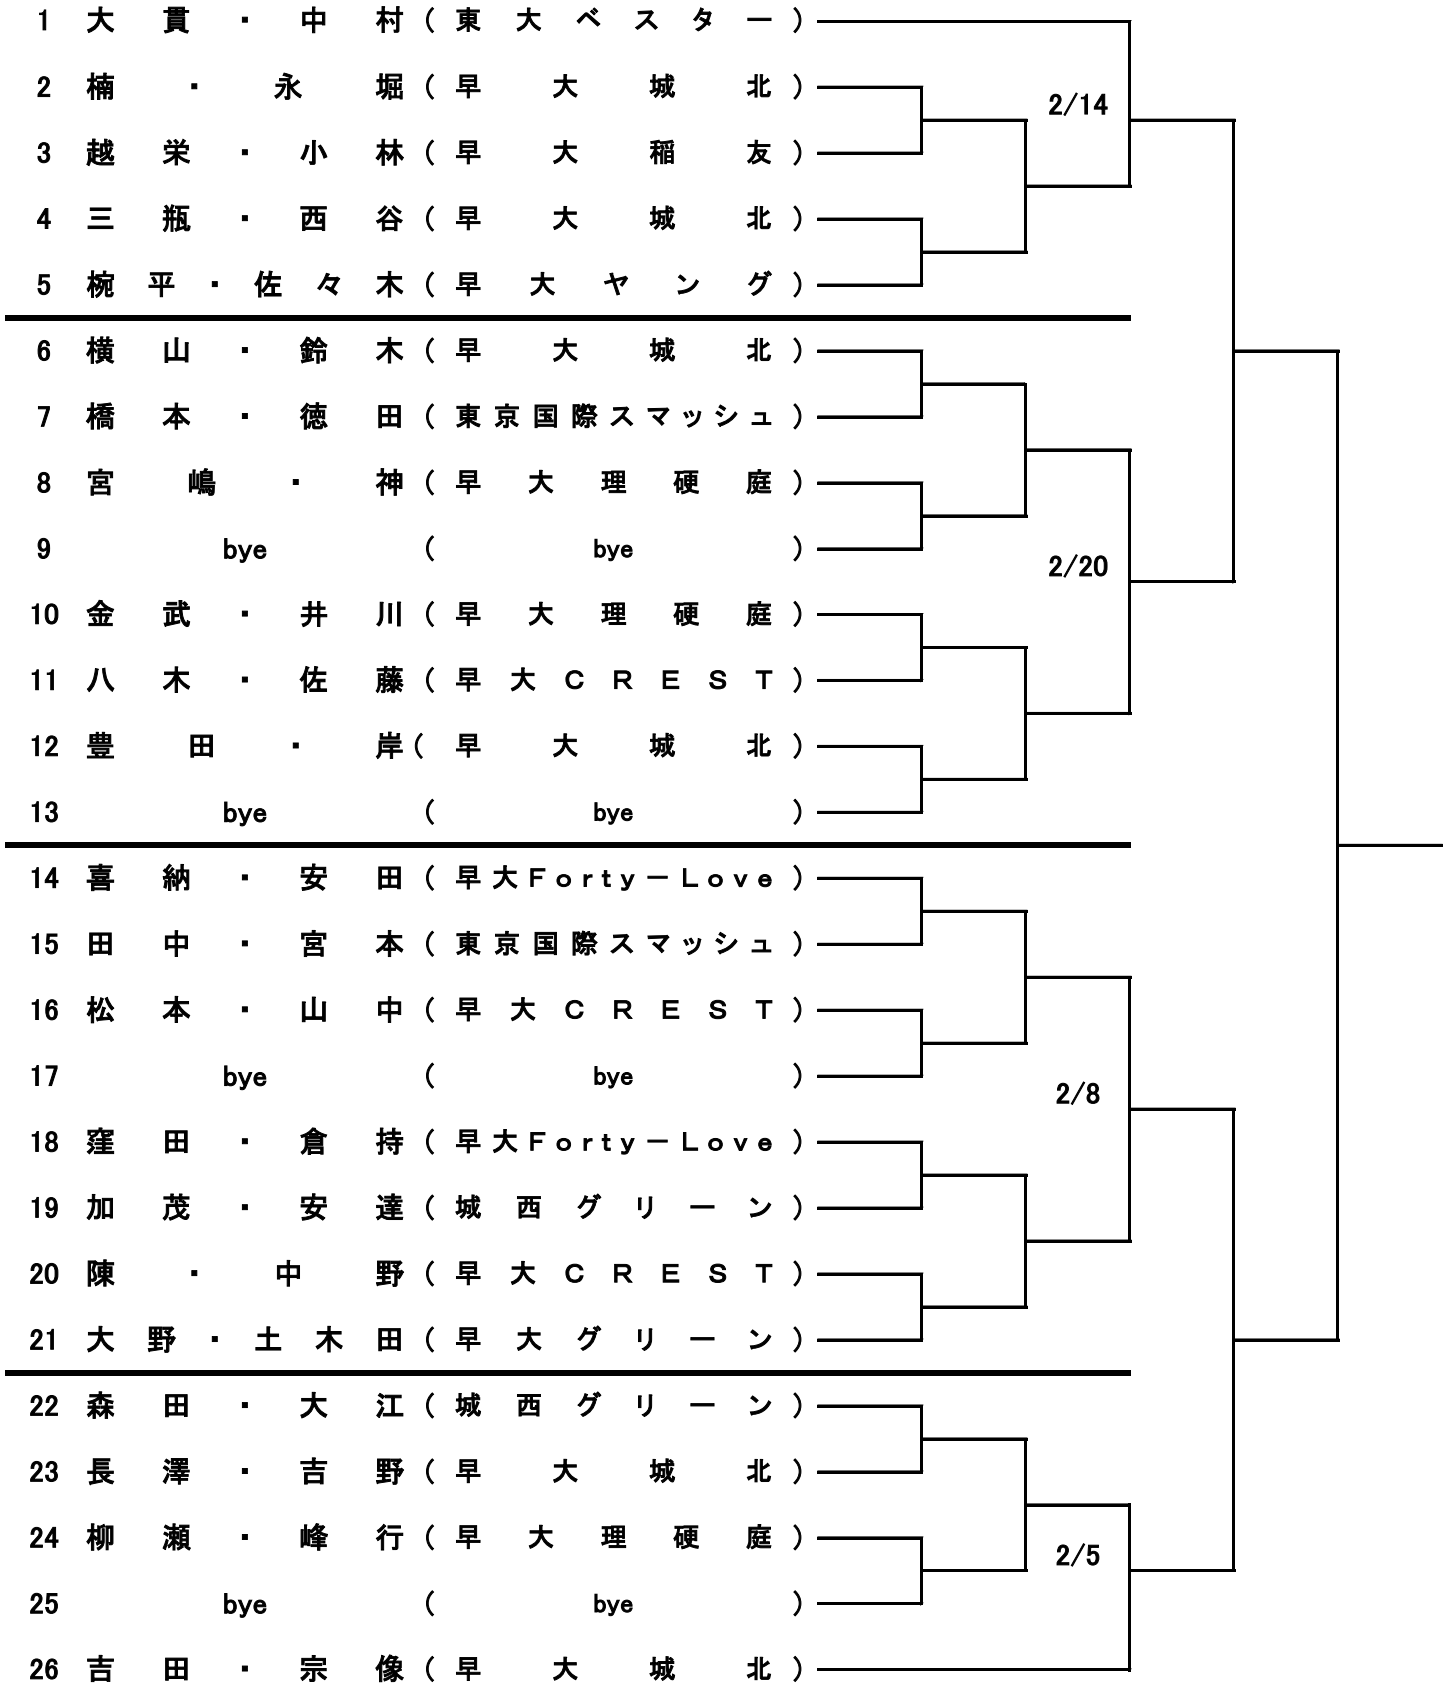 1 大貫・中村(東大ベスター)
2 楠・永堀(早大城北)
2/14
3 越栄・小林(早大稲友)
4 三瓶・西谷(早大城北)
5 椀平・佐々木(早大ヤング)
6 横山・鈴木(早大城北)
7 橋本・徳田(東京国際スマッシュ)
8 宮嶋・神(早大理硬庭)
9 bye(bye)
2/20
10 金武・井川(早大理硬庭)
11 八木・佐藤(早大CREST)
12 豊田・岸(早大城北)
13 bye(bye)
14 喜納・安田(早大Forty－Love)
15 田中・宮本(東京国際スマッシュ)
16 松本・山中(早大CREST)
17 bye(bye)
2/8
18 窪田・倉持(早大Forty－Love)
19 加茂・安達(城西グリーン)
20 陳・中野(早大CREST)
21 大野・土木田(早大グリーン)
22 森田・大江(城西グリーン)
23 長澤・吉野(早大城北)
24 柳瀬・峰行(早大理硬庭)
2/5
25 bye(bye)
26 吉田・宗像(早大城北)